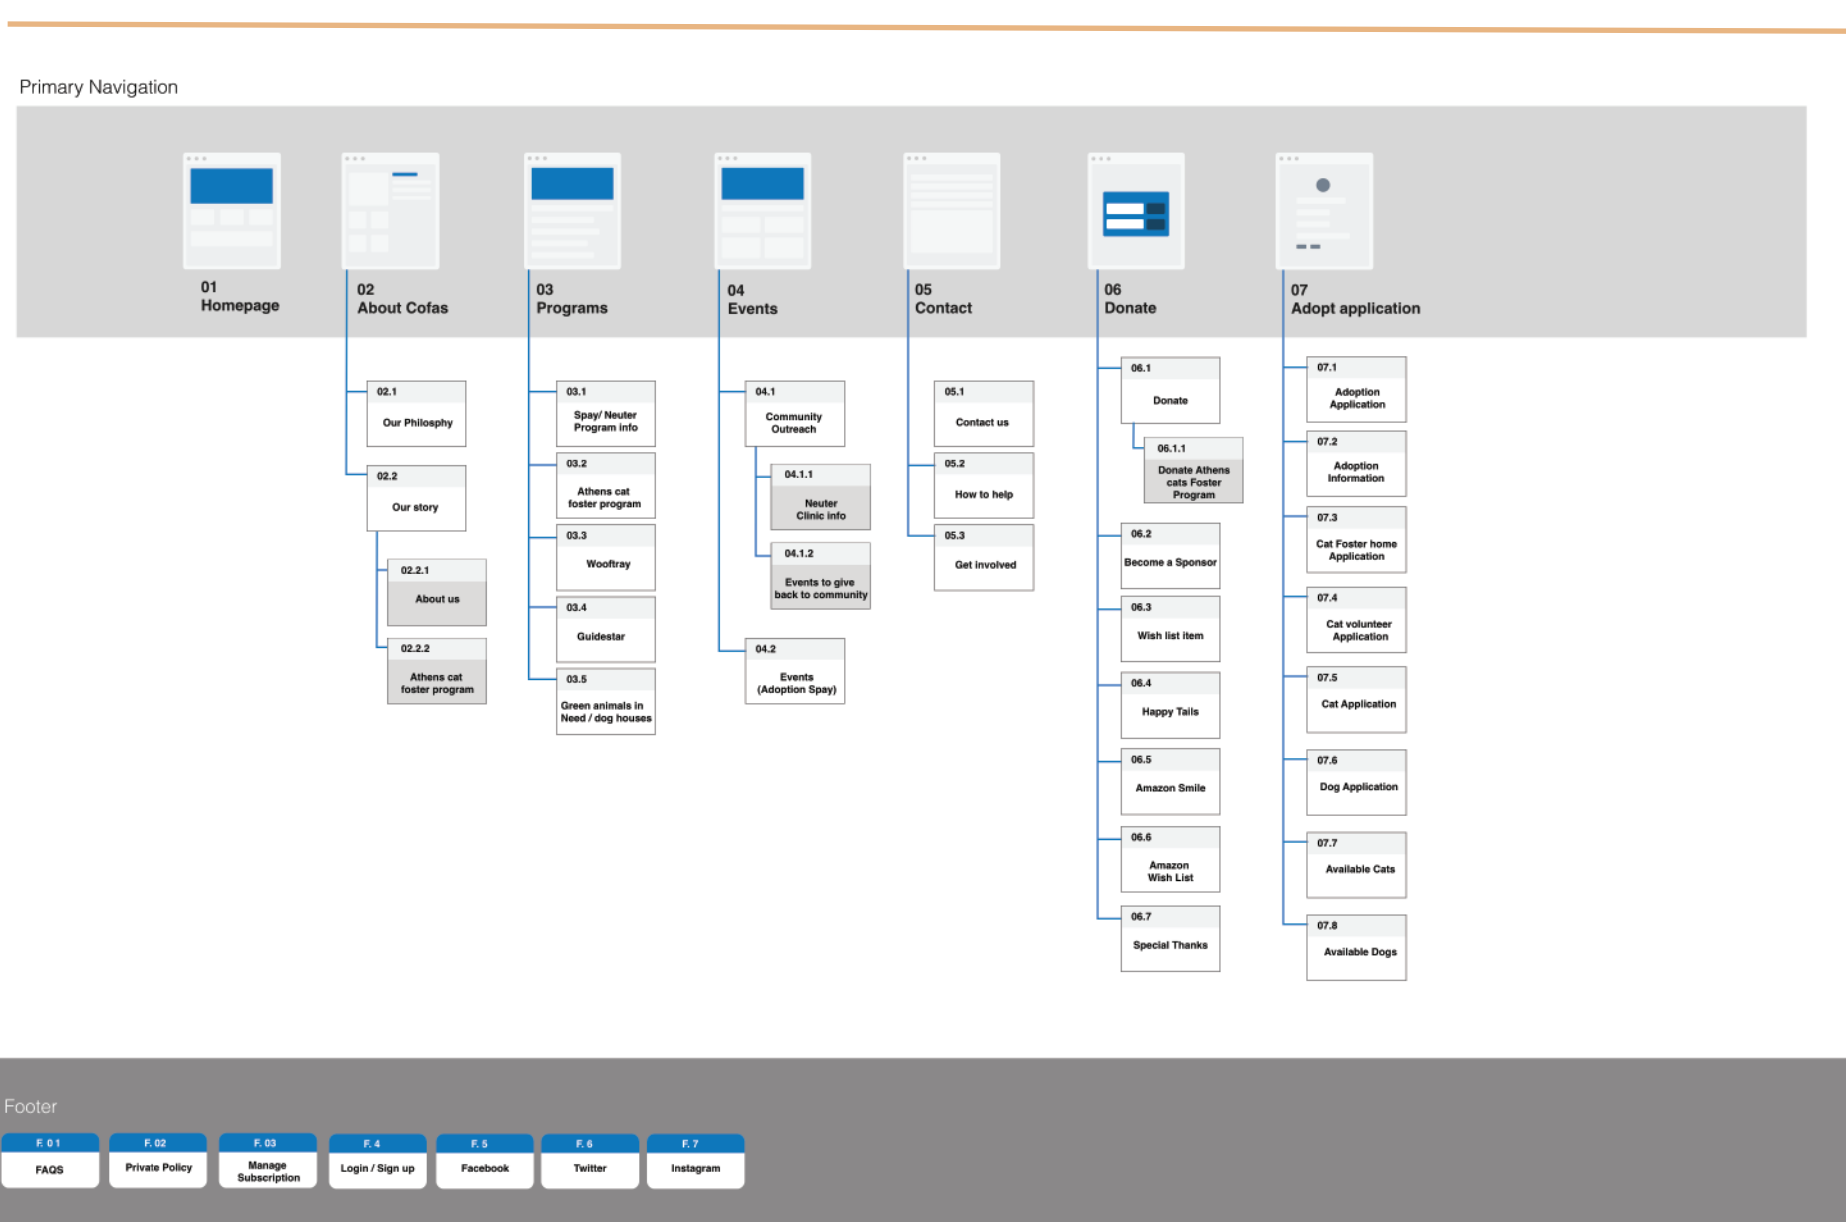 Primary Navigation
01
Homepage
02
About Cofas
03
Programs
04
Events
05
Contact
06
Donate
07
Adopt application
02.1
Our Philosphy
02.2
Our story
02.2.1
About us
02.2.2
Athens cat
foster program
03.1
Spay/ Neuter
Program info
03.2
Athens cat
foster program
03.3
Wooftray
03.4
Guidestar
03.5
Green animals in
Need / dog houses
04.1
Community
Outreach
04.1.1
Neuter
Clinic info
04.1.2
Events to give
back to community
04.2
Events
(Adoption Spay)
05.1
Contact us
05.2
How to help
05.3
Get involved
06.1
Donate
06.1.1
Donate Athens
cats Foster
Program
06.2
Become a Sponsor
06.3
Wish list item
06.4
Happy Tails
06.5
Amazon Smile
06.6
Amazon
Wish List
06.7
Special Thanks
07.1
Adoption
Application
07.2
Adoption
Information
07.3
Cat Foster home
Application
07.4
Cat volunteer
Application
07.5
Cat Application
07.6
Dog Application
07.7
Available Cats
07.8
Available Dogs
Footer
F. 0 1
FAQS
F. 02
Private Policy
F. 03
Manage
Subscription
F. 4
Login / Sign up
F. 5
Facebook
F. 6
Twitter
F. 7
Instagram